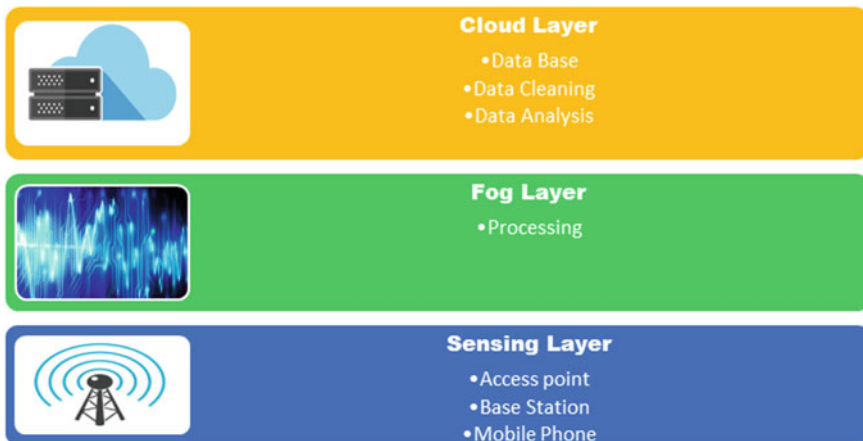 Cloud Layer
•Data Base
•Data Cleaning
•Data Analysis
Fog Layer
•Processing
Sensing Layer
•Access point
•Base Station
•Mobile Phone